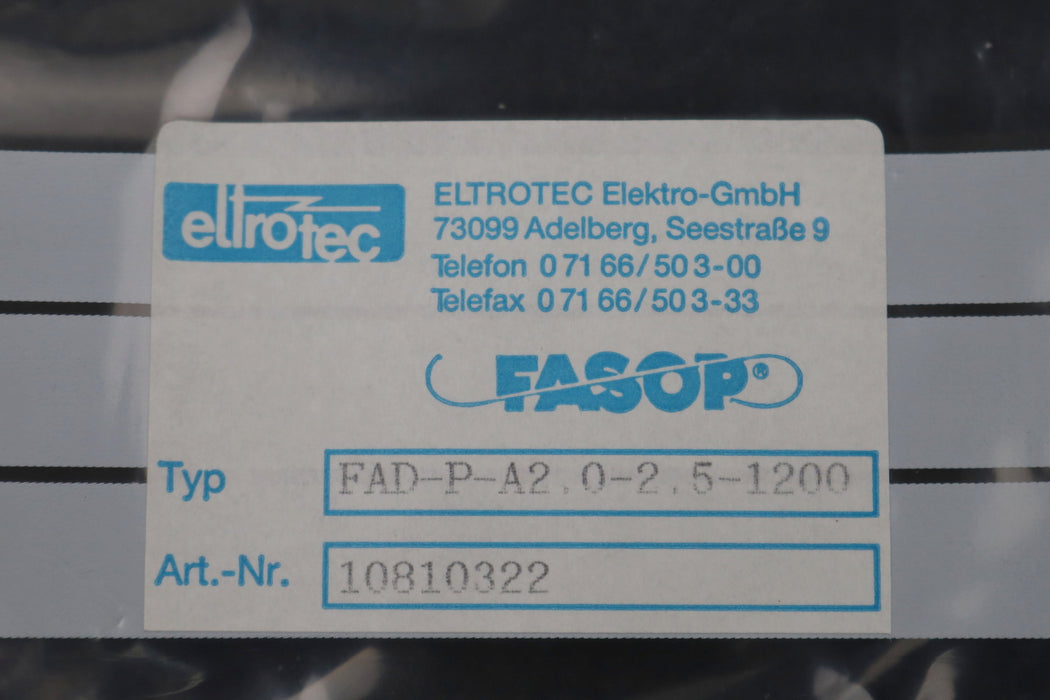 eltrotec
ELTROTEC Elektro-GmbH
73099 Adelberg, Seestraße 9
Telefon 0 71 66/50 3-00
Telefax 0 71 66/50 3-33
FASOP®
Typ FAD-P-A2.0-2.5-1200
Art.-Nr. 10810322